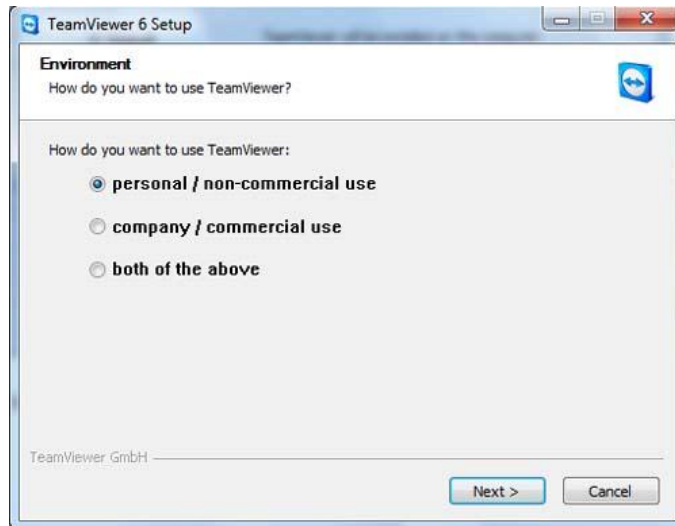 TeamViewer 6 Setup
Environment
How do you want to use TeamViewer?
How do you want to use TeamViewer:
personal / non-commercial use
company / commercial use
both of the above
TeamViewer GmbH
Next >
Cancel